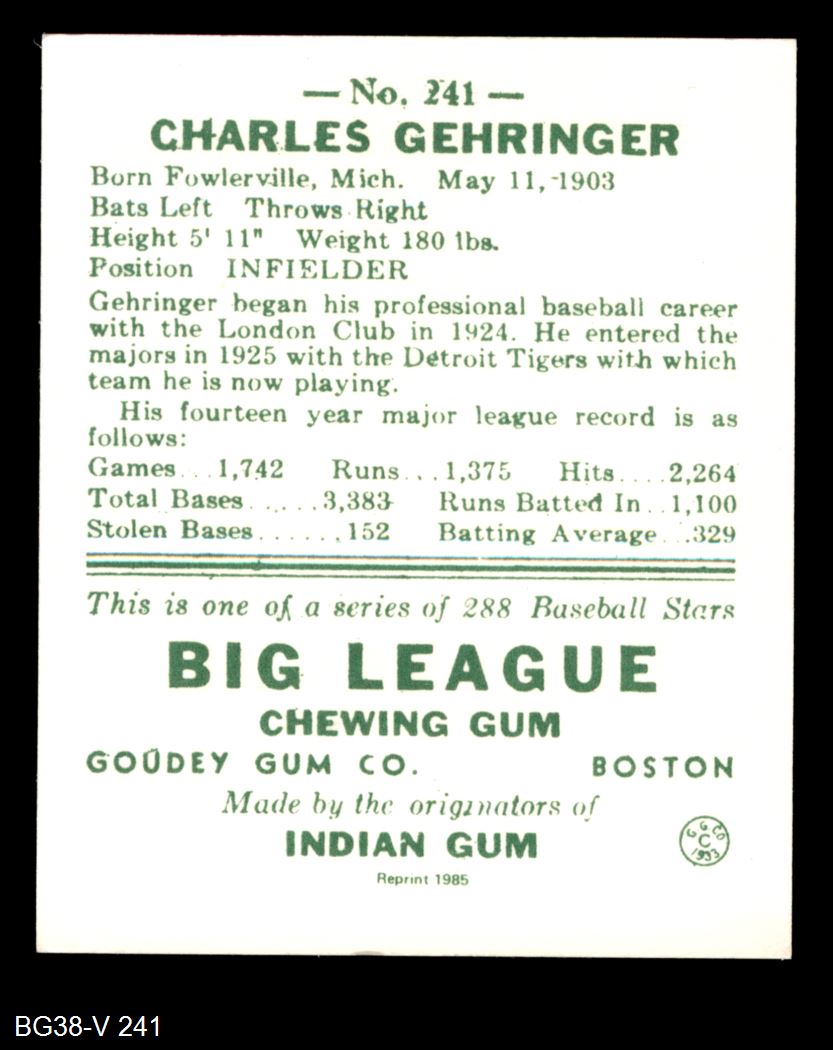 — No. 241 —
CHARLES GEHRINGER
Born Fowlerville, Mich. May 11, 1903
Bats Left Throws Right
Height 5' 11" Weight 180 lbs.
Position INFIELDER
Gehringer began his professional baseball career
with the London Club in 1924. He entered the
majors in 1925 with the Detroit Tigers with which
team he is now playing.
His fourteen year major league record is as
follows:
Games...1,742 Runs...1,375 Hits....2,264
Total Bases......3,383 Runs Batted In..1,100
Stolen Bases......152 Batting Average...329
This is one of a series of 288 Baseball Stars
BIG LEAGUE
CHEWING GUM
GOUDEY GUM CO. BOSTON
Made by the originators of
INDIAN GUM
G. G. CO
C
1933
Reprint 1985
BG38-V 241